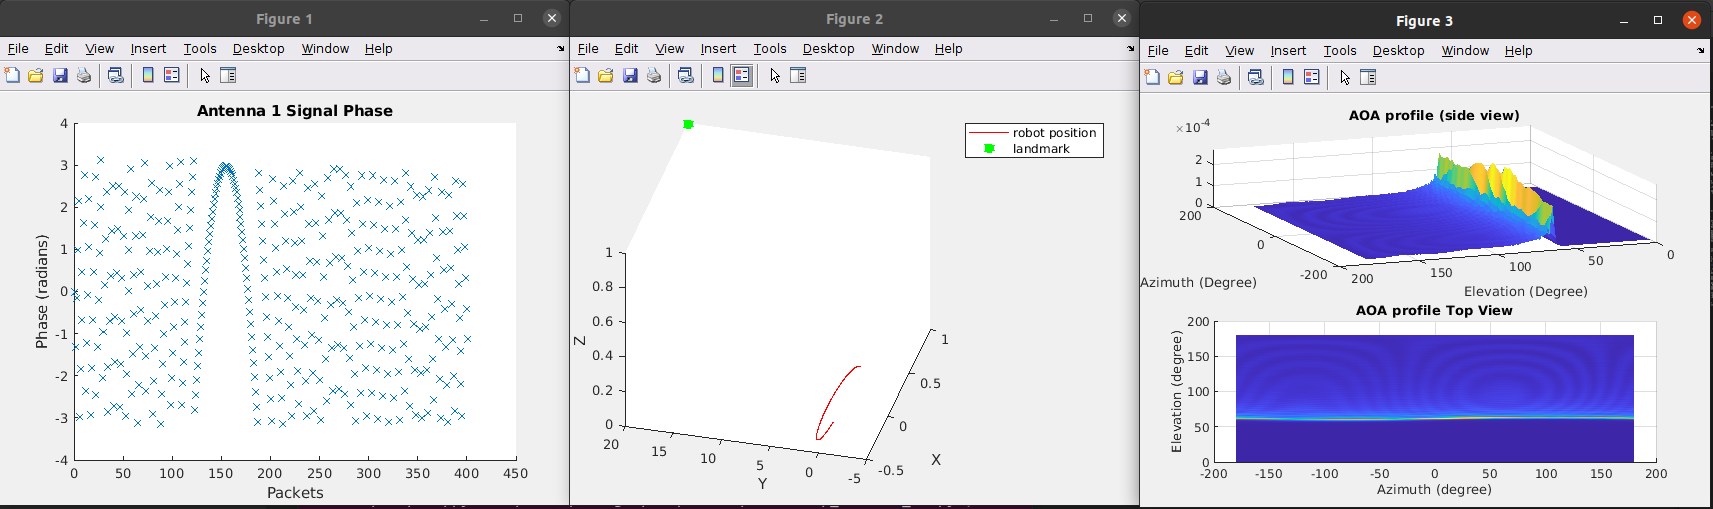 Figure 1
File Edit View Insert Tools Desktop Window Help
Antenna 1 Signal Phase
4
3
2
1
0
-1
-2
-3
-4
Phase (radians)
0 50 100 150 200 250 300 350 400 450
Packets
Figure 2
File Edit View Insert Tools Desktop Window Help
robot position
landmark
1
0.8
0.6
0.4
0.2
0
Z
20 15 10 5 0 -5
Y
1
0.5
0
-0.5
X
Figure 3
File Edit View Insert Tools Desktop Window Help
AOA profile (side view)
×10-4
2
1
0
200
0
-200
Azimuth (Degree)
200 150 100 50 0
Elevation (Degree)
AOA profile Top View
200
150
100
50
0
Elevation (degree)
-200 -150 -100 -50 0 50 100 150 200
Azimuth (degree)